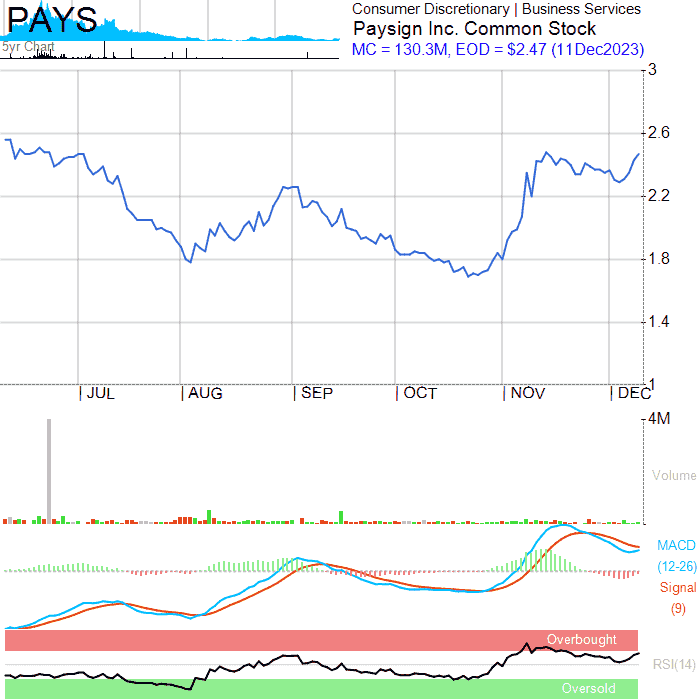 PAYS
5yr Chart
Consumer Discretionary | Business Services
Paysign Inc. Common Stock
MC = 130.3M, EOD = $2.47 (11Dec2023)
3
2.6
2.2
1.8
1.4
1
| JUL | AUG | SEP | OCT | NOV | DEC
4M
Volume
MACD
(12-26)
Signal
(9)
Overbought
RSI(14)
Oversold